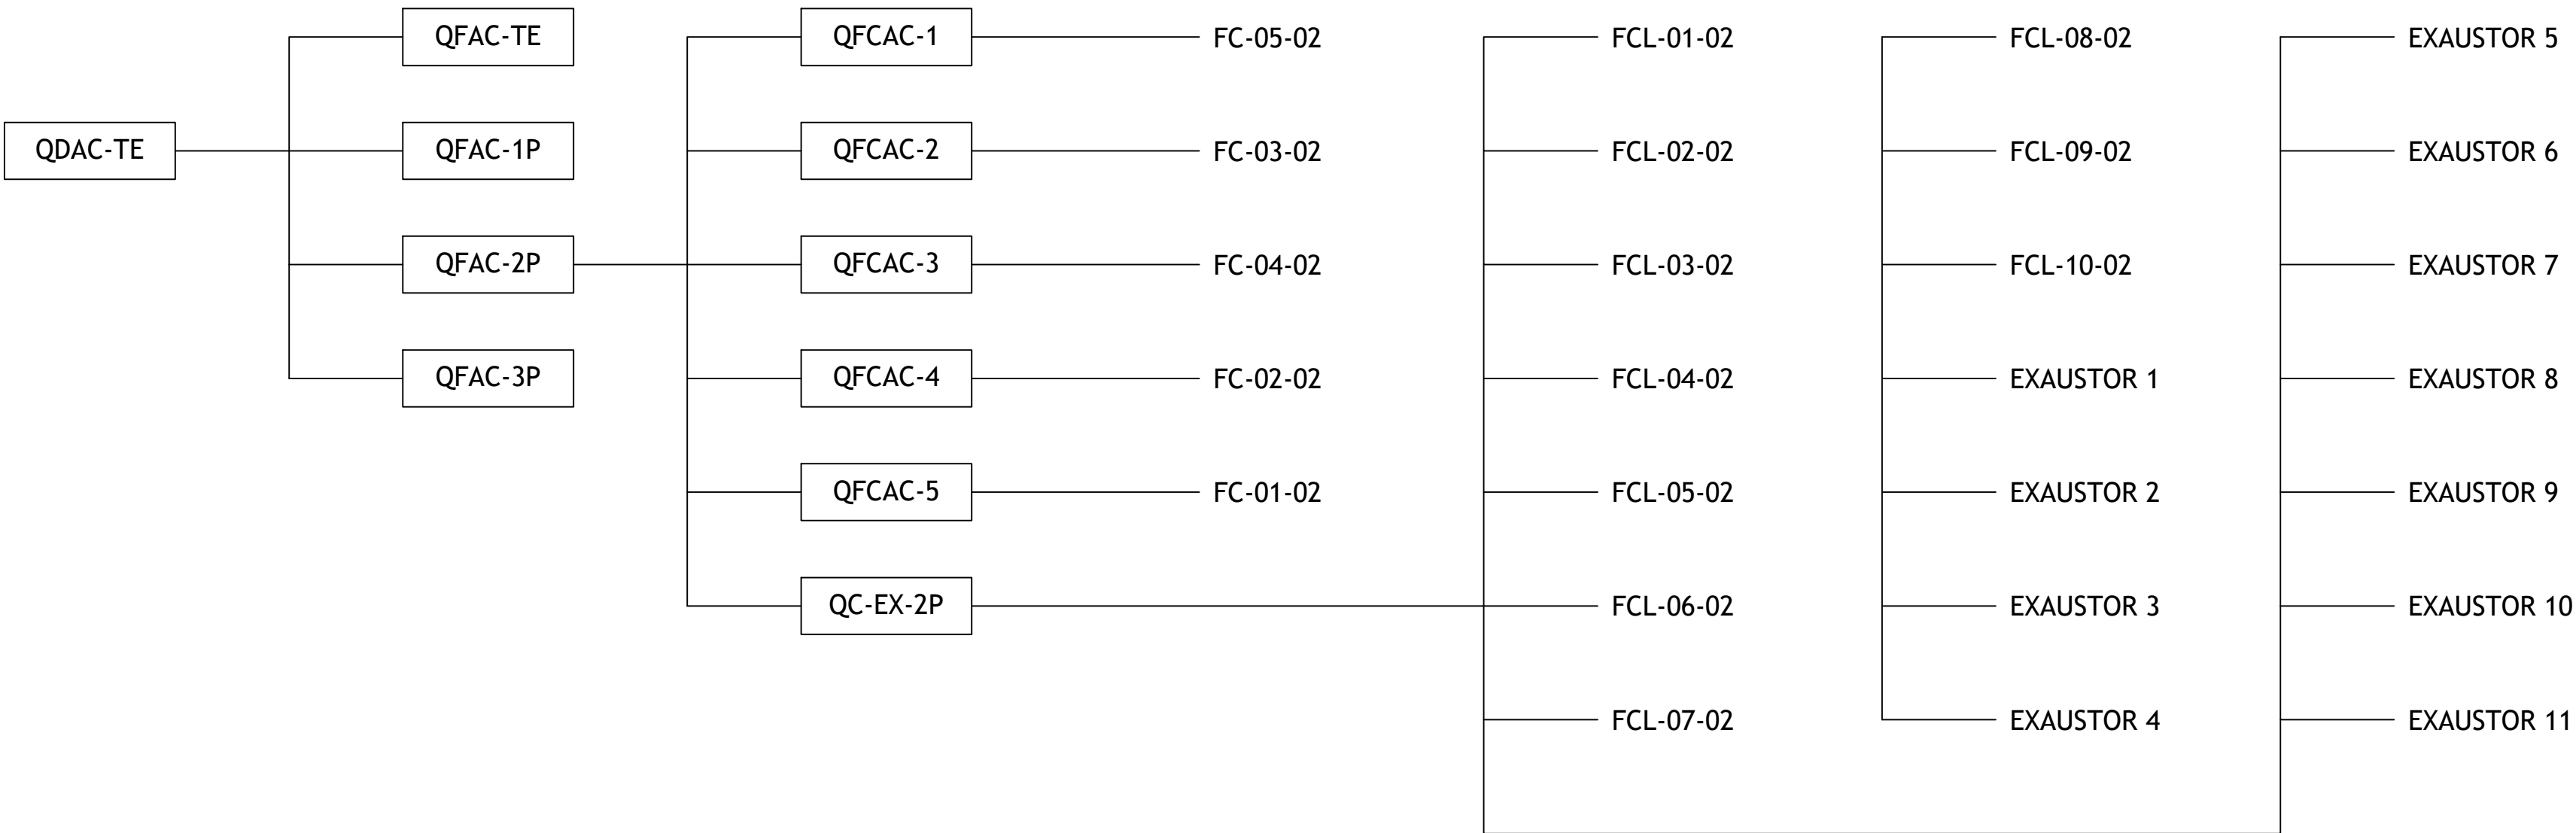 QFAC-TE
QFCAC-1
FC-05-02
FCL-01-02
FCL-08-02
EXAUSTOR 5
QDAC-TE
QFAC-1P
QFCAC-2
FC-03-02
FCL-02-02
FCL-09-02
EXAUSTOR 6
QFAC-2P
QFCAC-3
FC-04-02
FCL-03-02
FCL-10-02
EXAUSTOR 7
QFAC-3P
QFCAC-4
FC-02-02
FCL-04-02
EXAUSTOR 1
EXAUSTOR 8
QFCAC-5
FC-01-02
FCL-05-02
EXAUSTOR 2
EXAUSTOR 9
QC-EX-2P
FCL-06-02
EXAUSTOR 3
EXAUSTOR 10
FCL-07-02
EXAUSTOR 4
EXAUSTOR 11